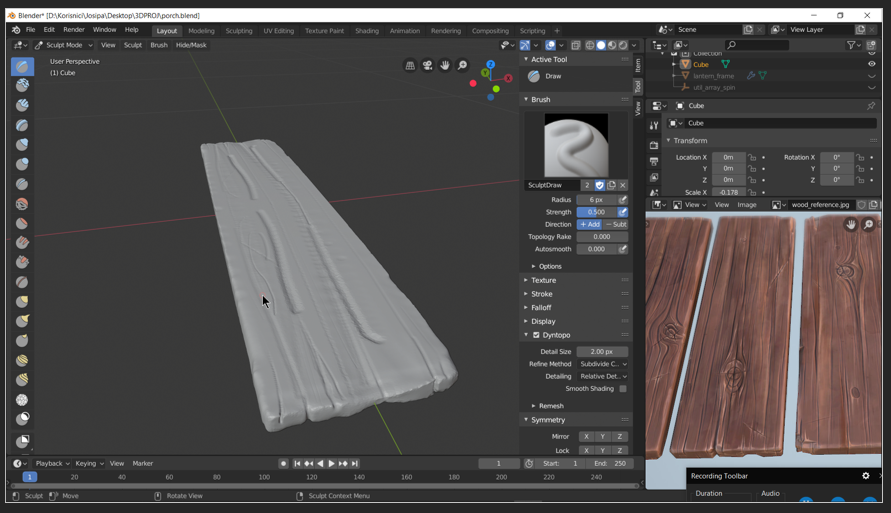 Blender* [D:\Korisnici\Josipa\Desktop\3DPROJ\porch.blend]
File Edit Render Window Help Layout Modeling Sculpting UV Editing Texture Paint Shading Animation Rendering Compositing Scripting + Scene View Layer
Sculpt Mode View Sculpt Brush Hide/Mask
User Perspective
(1) Cube
Z
Y
X
Item
Tool
View
Active Tool
Draw
Brush
SculptDraw 2
Radius 6 px
Strength 0.500
Direction + Add − Subt
Topology Rake 0.000
Autosmooth 0.000
Options
Texture
Stroke
Falloff
Display
Dyntopo
Detail Size 2.00 px
Refine Method Subdivide C...
Detailing Relative Det...
Smooth Shading
Remesh
Symmetry
Mirror X Y Z
Lock X Y Z
Collection
Cube
lantern_frame
util_array_spin
Cube
Cube
Transform
Location X 0m Rotation X 0°
Y 0m Y 0°
Z 0m Z 0°
Scale X -0.178
View View Image wood_reference.jpg
Playback Keying View Marker 1 Start: 1 End: 250
1 20 40 60 80 100 120 140 160 180 200 220 240
Sculpt Move Rotate View Sculpt Context Menu
Recording Toolbar
Duration Audio